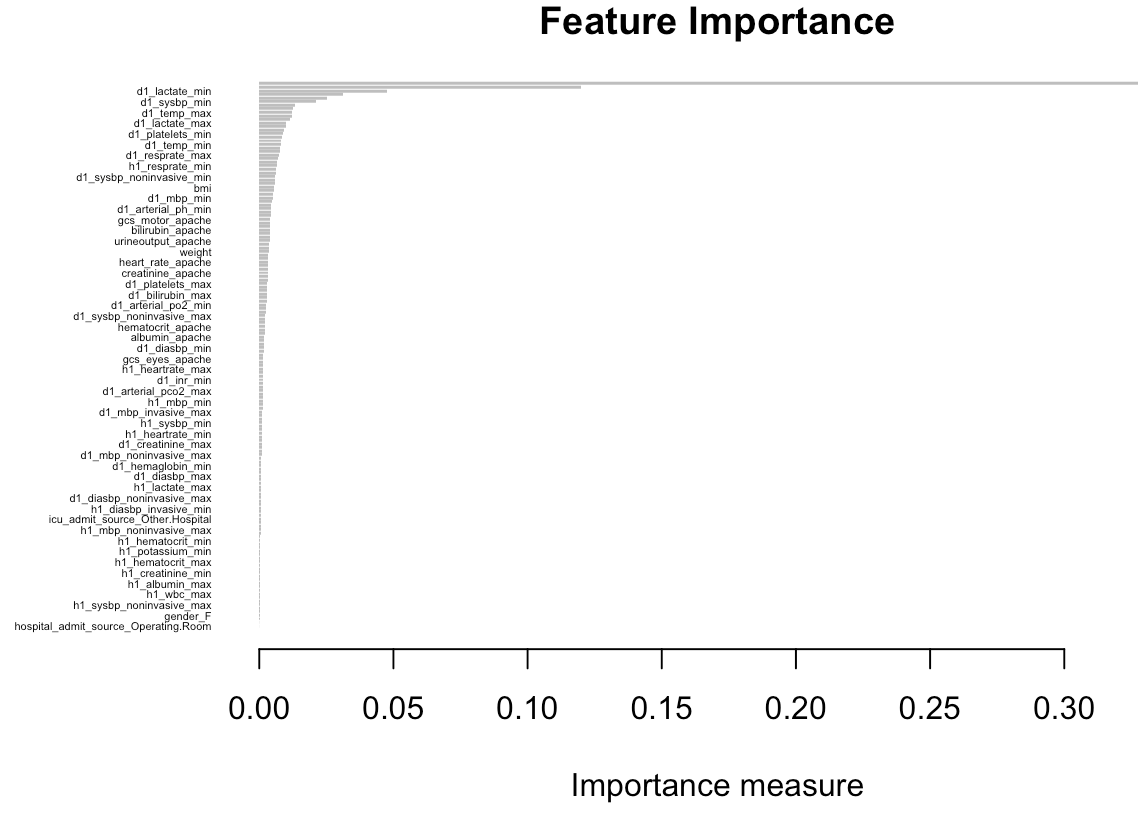 Feature Importance
d1_lactate_min
d1_sysbp_min
d1_temp_max
d1_lactate_max
d1_platelets_min
d1_temp_min
d1_resprate_max
h1_resprate_min
d1_sysbp_noninvasive_min
bmi
d1_mbp_min
d1_arterial_ph_min
gcs_motor_apache
bilirubin_apache
urineoutput_apache
weight
heart_rate_apache
creatinine_apache
d1_platelets_max
d1_bilirubin_max
d1_arterial_po2_min
d1_sysbp_noninvasive_max
hematocrit_apache
albumin_apache
d1_diasbp_min
gcs_eyes_apache
h1_heartrate_max
d1_inr_min
d1_arterial_pco2_max
h1_mbp_min
d1_mbp_invasive_max
h1_sysbp_min
h1_heartrate_min
d1_creatinine_max
d1_mbp_noninvasive_max
d1_hemaglobin_min
d1_diasbp_max
h1_lactate_max
d1_diasbp_noninvasive_max
h1_diasbp_invasive_min
icu_admit_source_Other.Hospital
h1_mbp_noninvasive_max
h1_hematocrit_min
h1_potassium_min
h1_hematocrit_max
h1_creatinine_min
h1_albumin_max
h1_wbc_max
h1_sysbp_noninvasive_max
gender_F
hospital_admit_source_Operating.Room
0.00 0.05 0.10 0.15 0.20 0.25 0.30
Importance measure